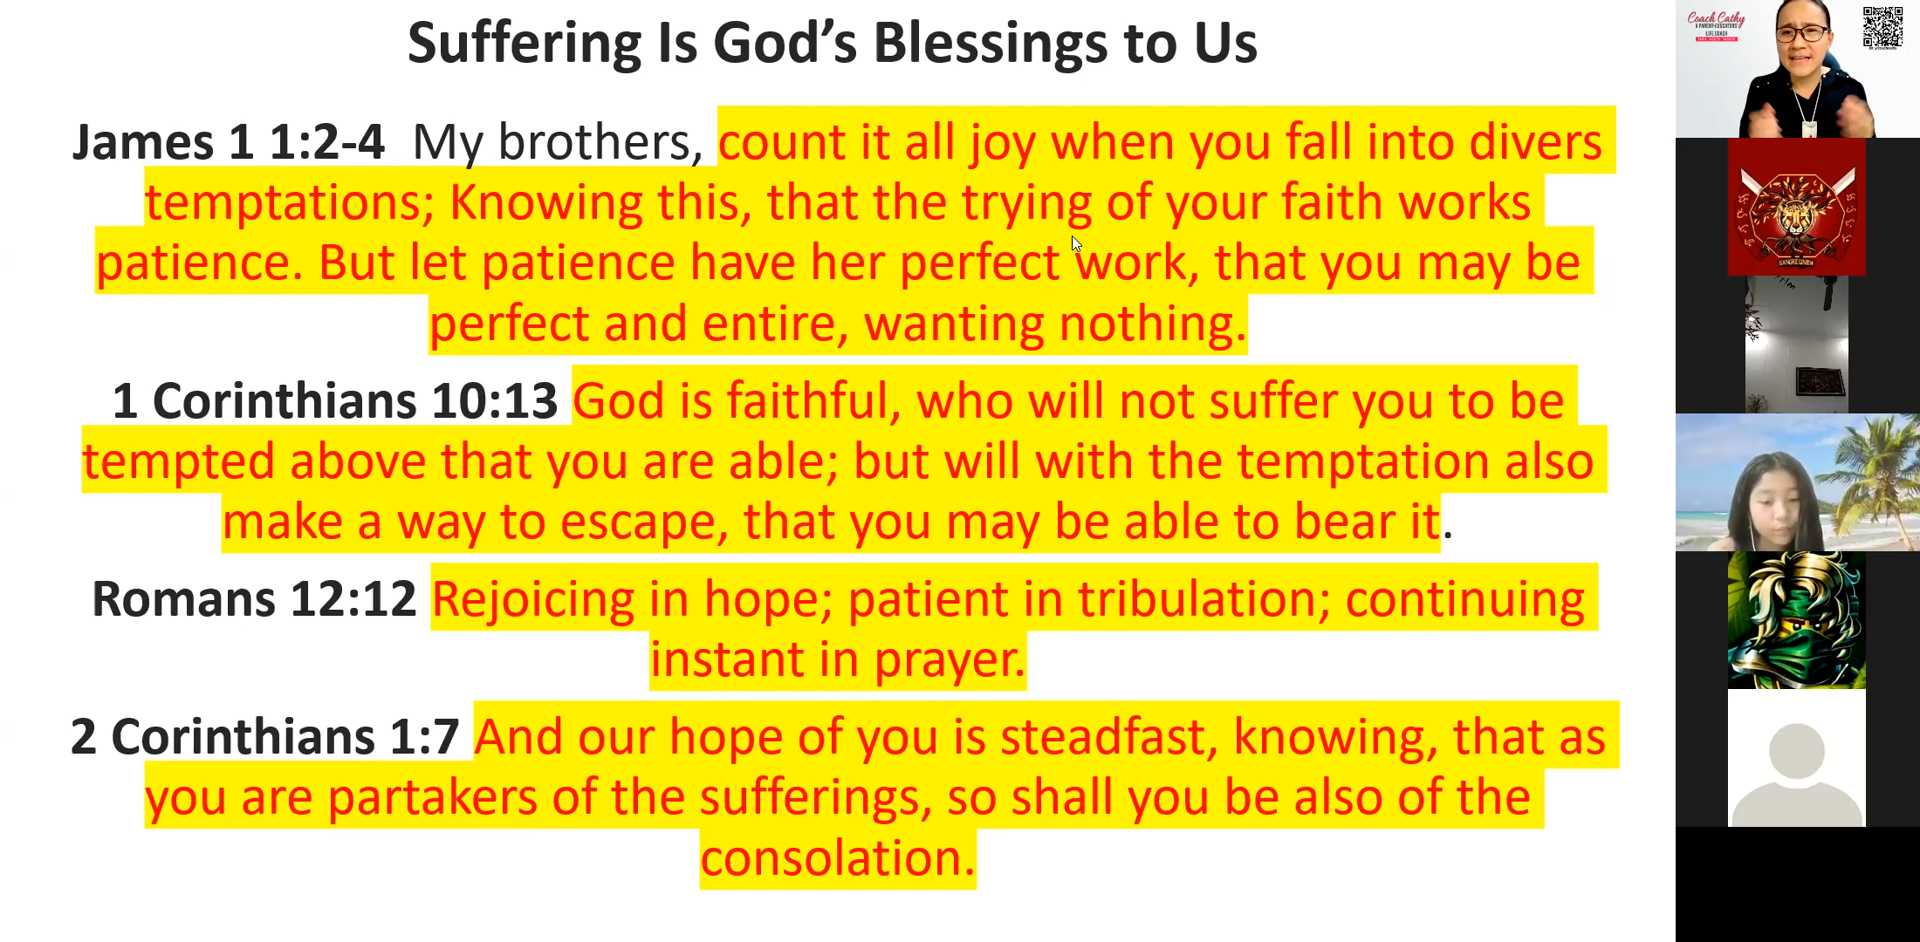 Suffering Is God’s Blessings to Us
James 1 1:2-4 My brothers, count it all joy when you fall into divers
temptations; Knowing this, that the trying of your faith works
patience. But let patience have her perfect work, that you may be
perfect and entire, wanting nothing.
1 Corinthians 10:13 God is faithful, who will not suffer you to be
tempted above that you are able; but will with the temptation also
make a way to escape, that you may be able to bear it.
Romans 12:12 Rejoicing in hope; patient in tribulation; continuing
instant in prayer.
2 Corinthians 1:7 And our hope of you is steadfast, knowing, that as
you are partakers of the sufferings, so shall you be also of the
consolation.
Coach Cathy
A PARENT-EDUCATORS'
LIFE COACH